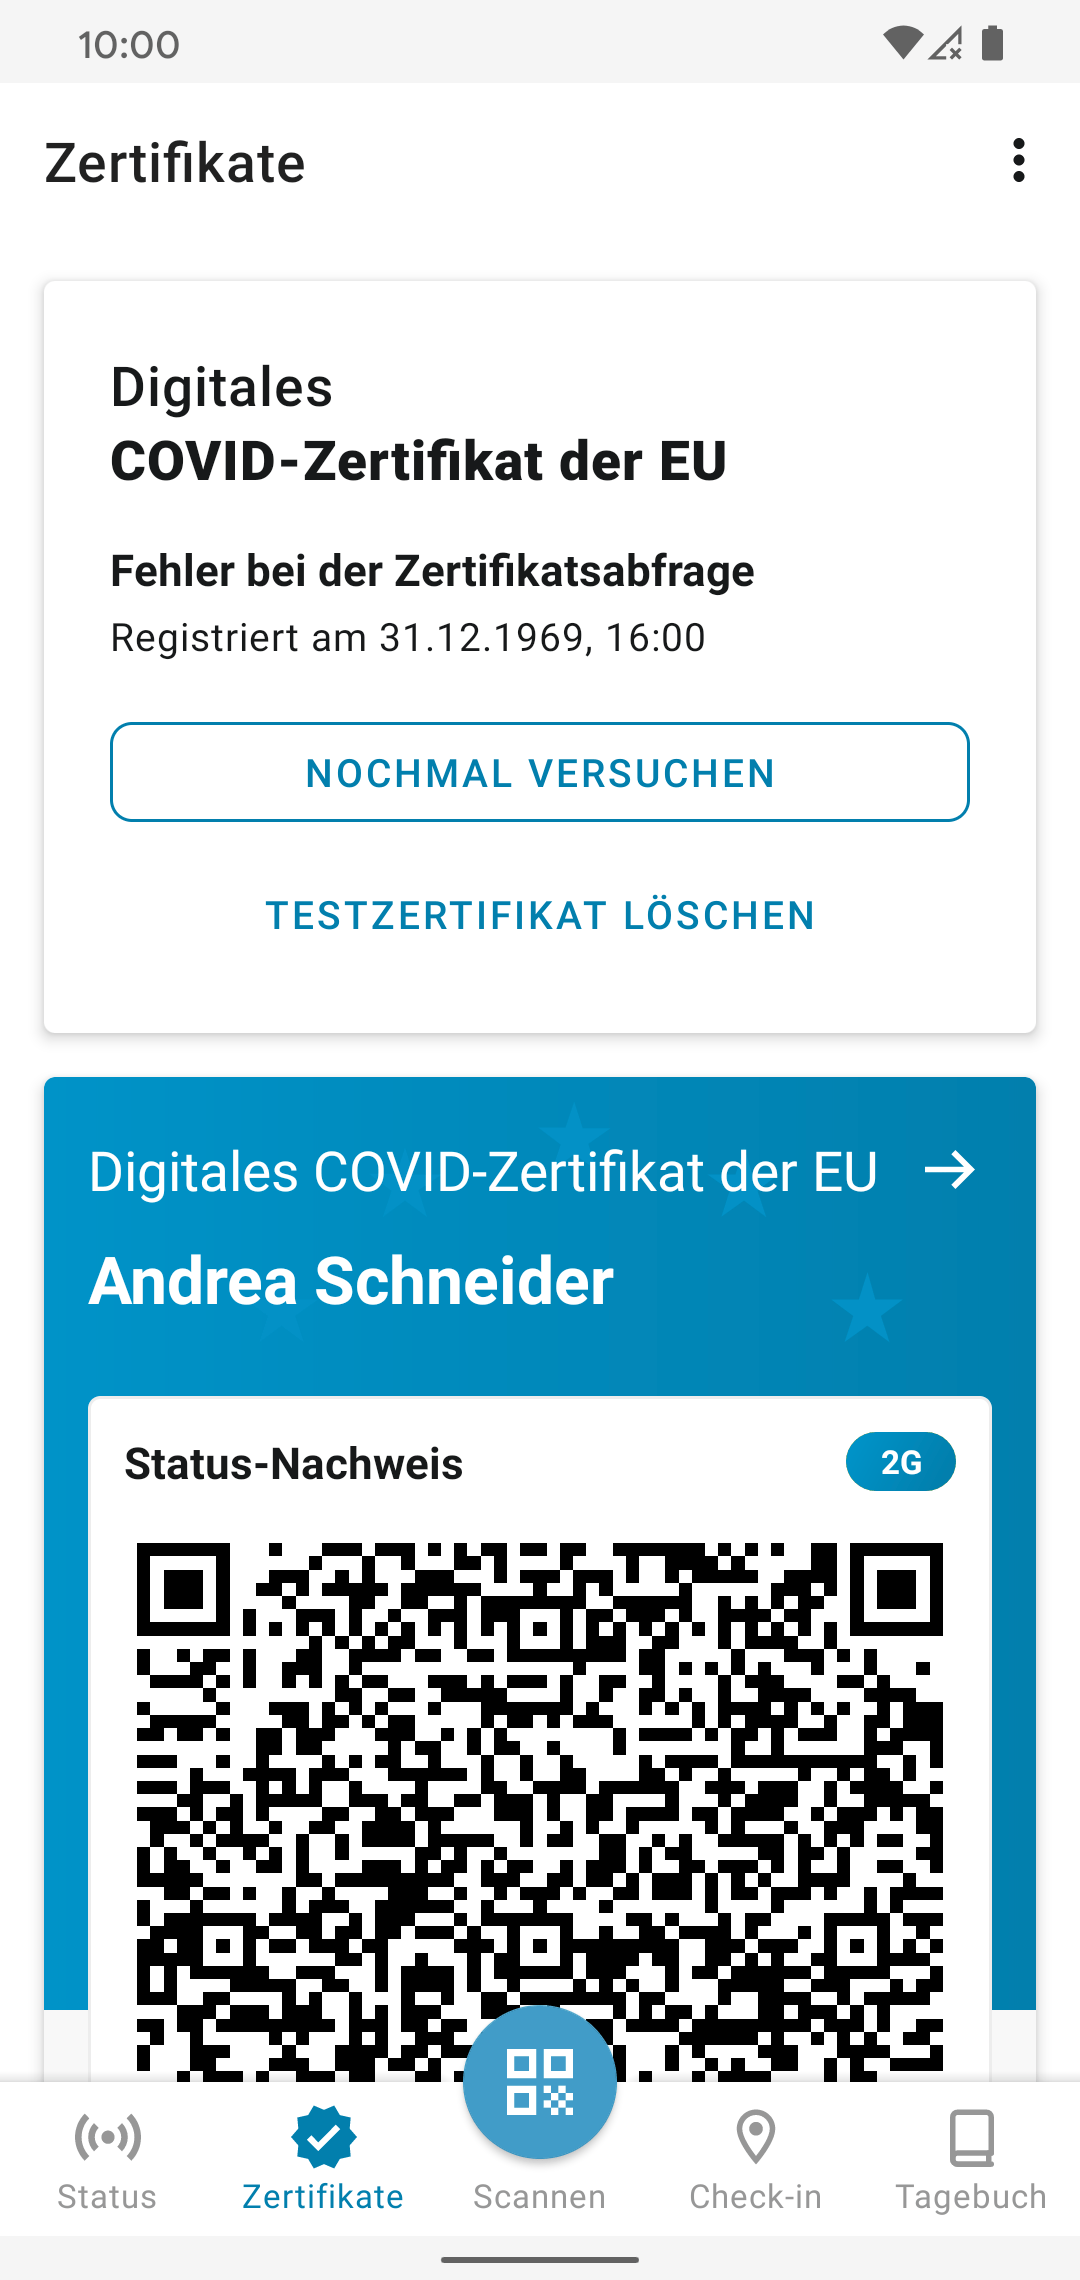 10:00
Zertifikate
Digitales
COVID-Zertifikat der EU
Fehler bei der Zertifikatsabfrage
Registriert am 31.12.1969, 16:00
NOCHMAL VERSUCHEN
TESTZERTIFIKAT LÖSCHEN
Digitales COVID-Zertifikat der EU
Andrea Schneider
Status-Nachweis
2G
Status
Zertifikate
Scannen
Check-in
Tagebuch